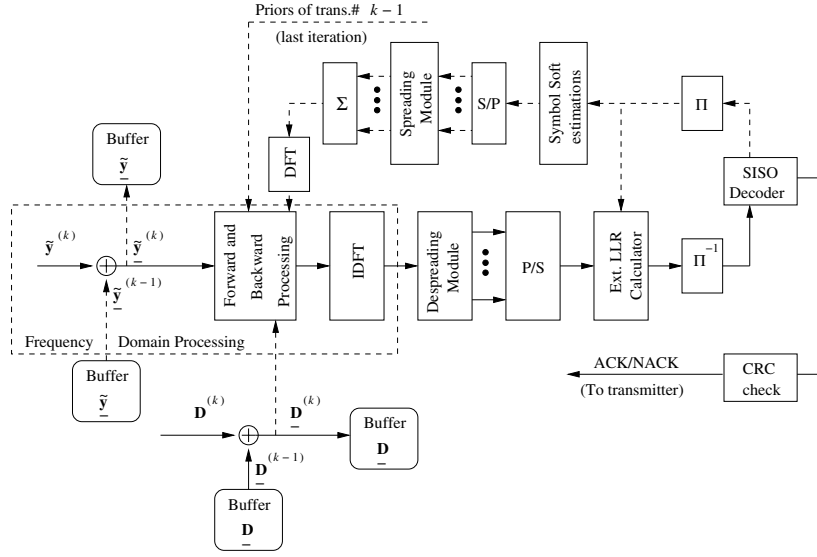 Priors of trans.# k − 1
(last iteration)
Σ
Spreading
Module
S/P
Symbol Soft
estimations
Π
DFT
SISO
Decoder
Buffer
ỹ
ỹ (k)
ỹ (k)
ỹ (k−1)
Forward and
Backward
Processing
IDFT
Despreading
Module
P/S
Ext. LLR
Calculator
Π −1
Frequency Domain Processing
Buffer
ỹ
ACK/NACK
(To transmitter)
CRC
check
D (k)
D (k)
Buffer
D
D (k−1)
Buffer
D